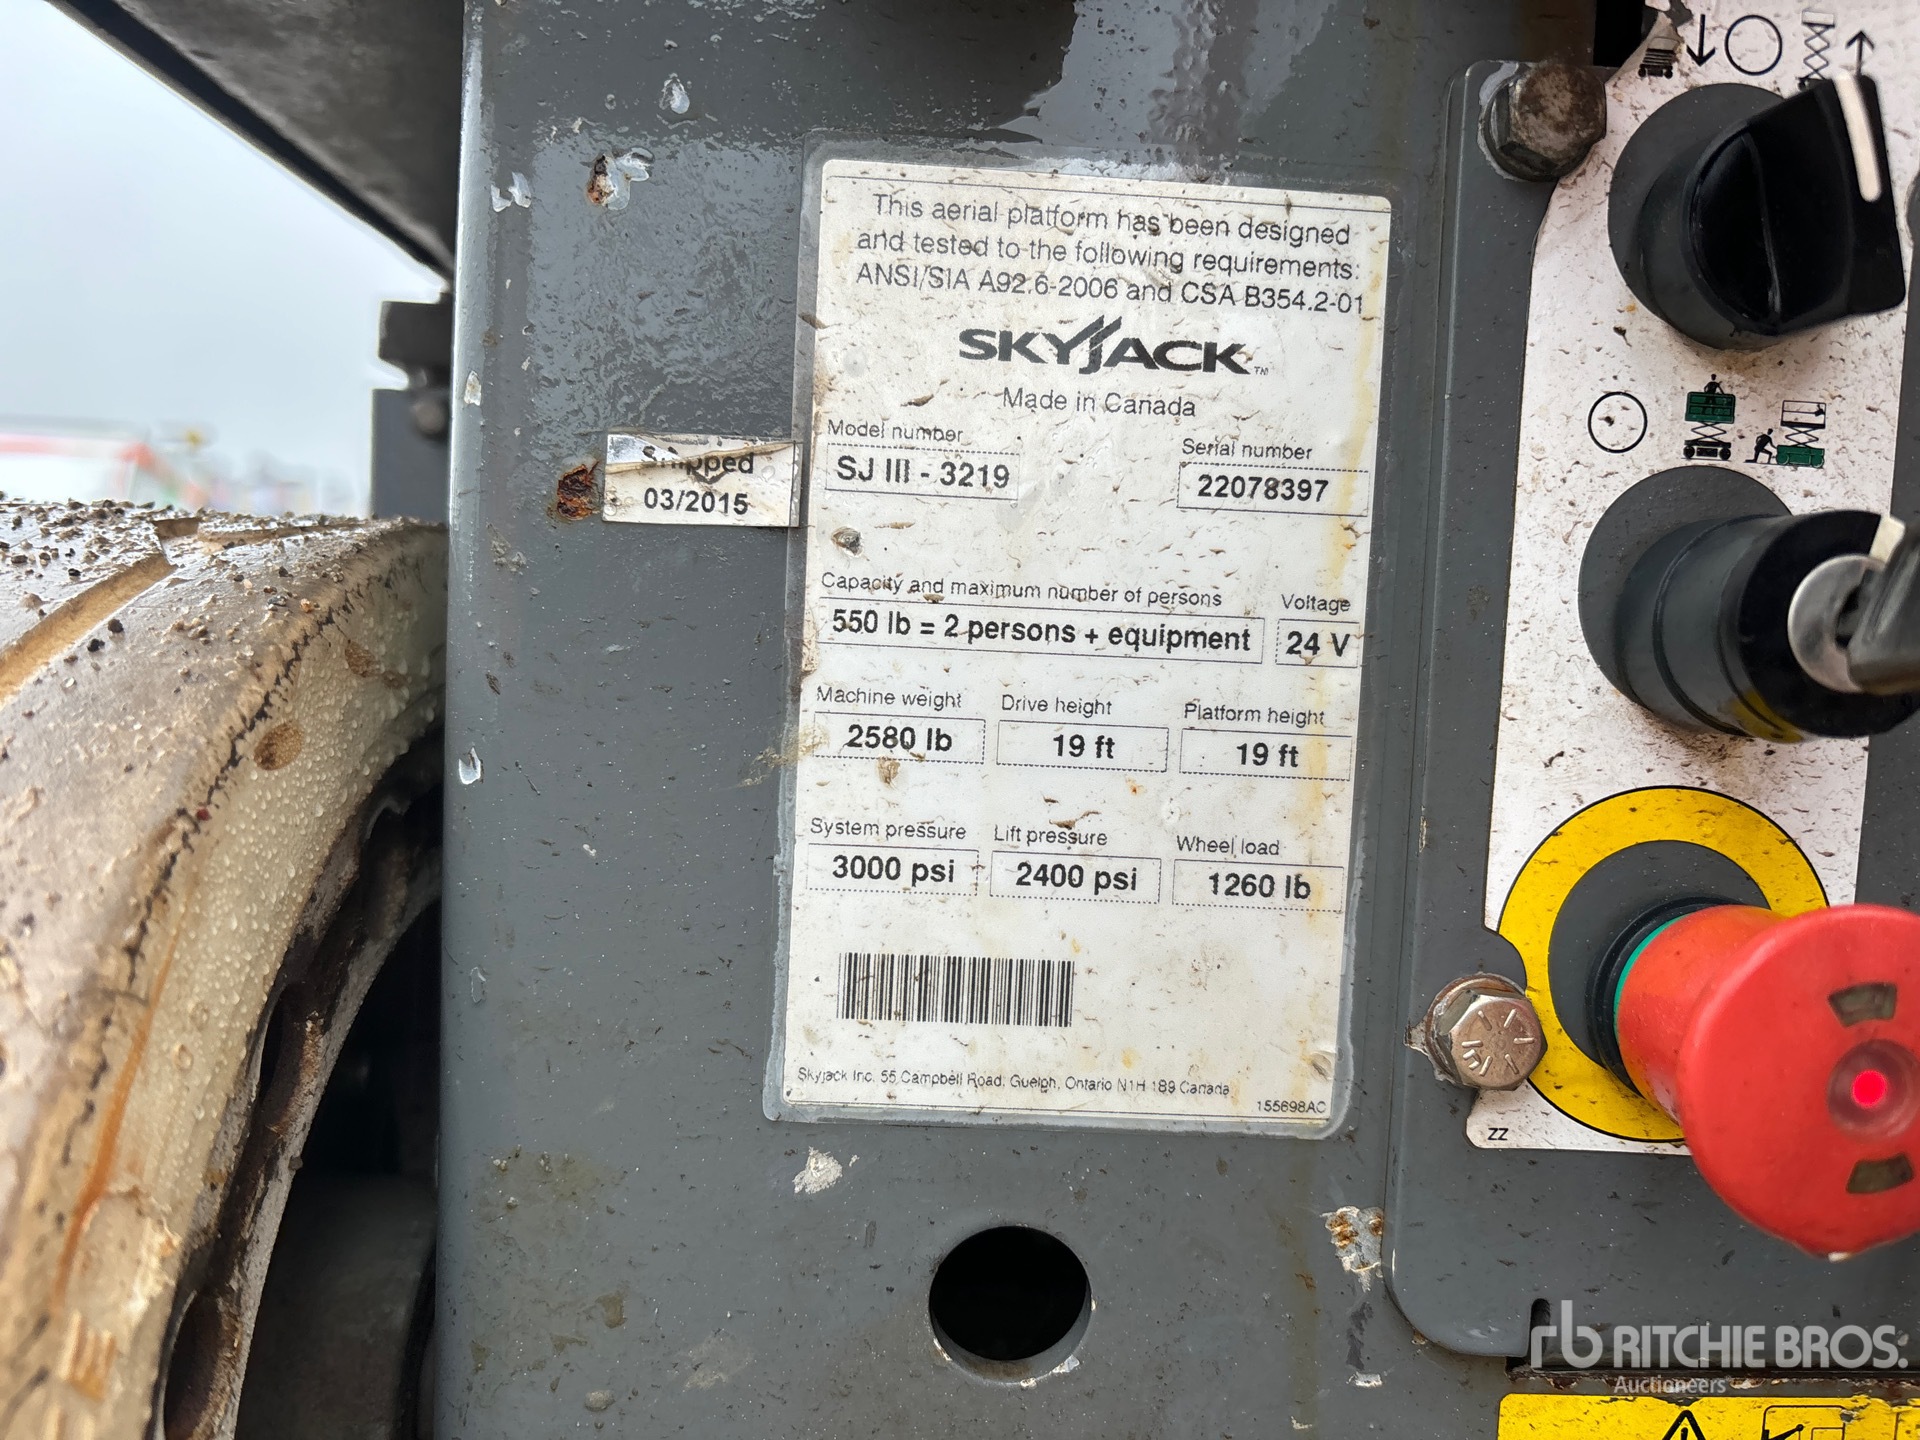 This aerial platform has been designed
and tested to the following requirements:
ANSI/SIA A92.6-2006 and CSA B354.2-01
SKYJACK TM
Made in Canada
Model number
SJ III - 3219
Serial number
22078397
Shipped
03/2015
Capacity and maximum number of persons
550 lb = 2 persons + equipment
Voltage
24 V
Machine weight
2580 lb
Drive height
19 ft
Platform height
19 ft
System pressure
3000 psi
Lift pressure
2400 psi
Wheel load
1260 lb
Skyjack Inc. 55 Campbell Road, Guelph, Ontario N1H 1B9 Canada
155698AC
ZZ
rb RITCHIE BROS.
Auctioneers